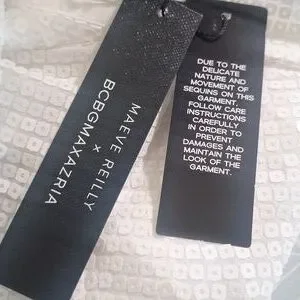 MAEVE REILLY
×
BCBGMAXAZRIA
DUE TO THE
DELICATE
NATURE AND
MOVEMENT OF
SEQUINS ON THIS
GARMENT.
FOLLOW CARE
INSTRUCTIONS
CAREFULLY
IN ORDER TO
PREVENT
DAMAGES AND
MAINTAIN THE
LOOK OF THE
GARMENT.